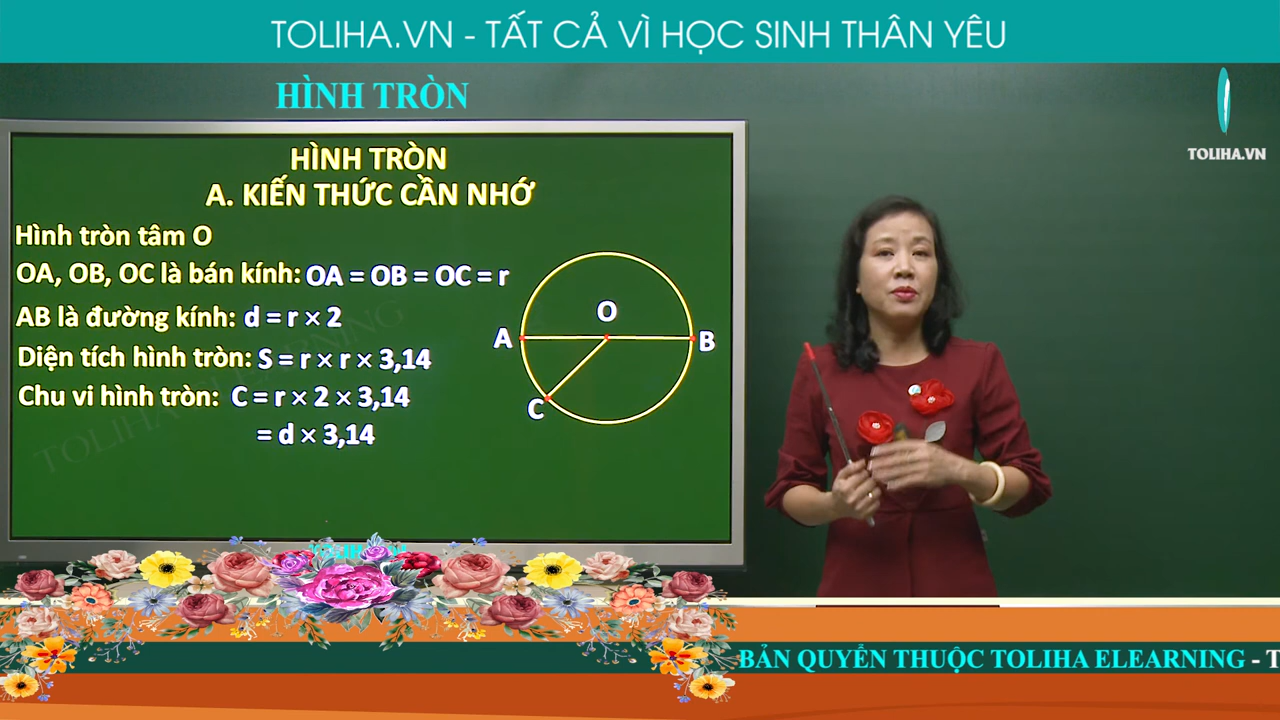 TOLIHA.VN - TẤT CẢ VÌ HỌC SINH THÂN YÊU
HÌNH TRÒN
TOLIHA.VN
HÌNH TRÒN
A. KIẾN THỨC CẦN NHỚ
Hình tròn tâm O
OA, OB, OC là bán kính: OA = OB = OC = r
AB là đường kính: d = r × 2
Diện tích hình tròn: S = r × r × 3,14
Chu vi hình tròn: C = r × 2 × 3,14
= d × 3,14
O
A
B
C
TOLIHA ELEARNING
BẢN QUYỀN THUỘC TOLIHA ELEARNING - T